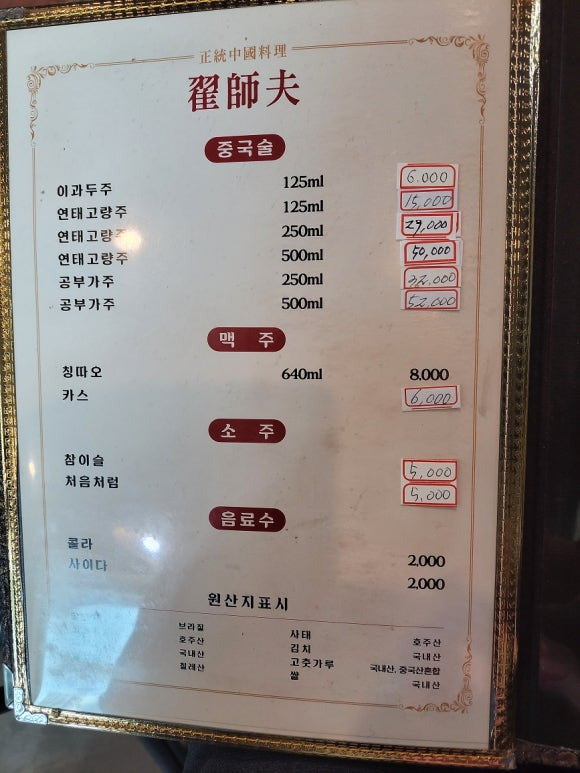 正統中國料理
翟師夫
중국술
이과두주 125ml 6.000
연태고량주 125ml 15,000
연태고량주 250ml 29,000
연태고량주 500ml 50,000
공부가주 250ml 32.000
공부가주 500ml 52.000
맥 주
칭따오 640ml 8.000
카스 6,000
소 주
참이슬 5,000
처음처럼 5,000
음료수
콜라 2,000
사이다 2,000
원산지표시
브라질 사태 호주산
호주산 김치 국내산
국내산 고춧가루 국내산, 중국산혼합
칠레산 쌀 국내산